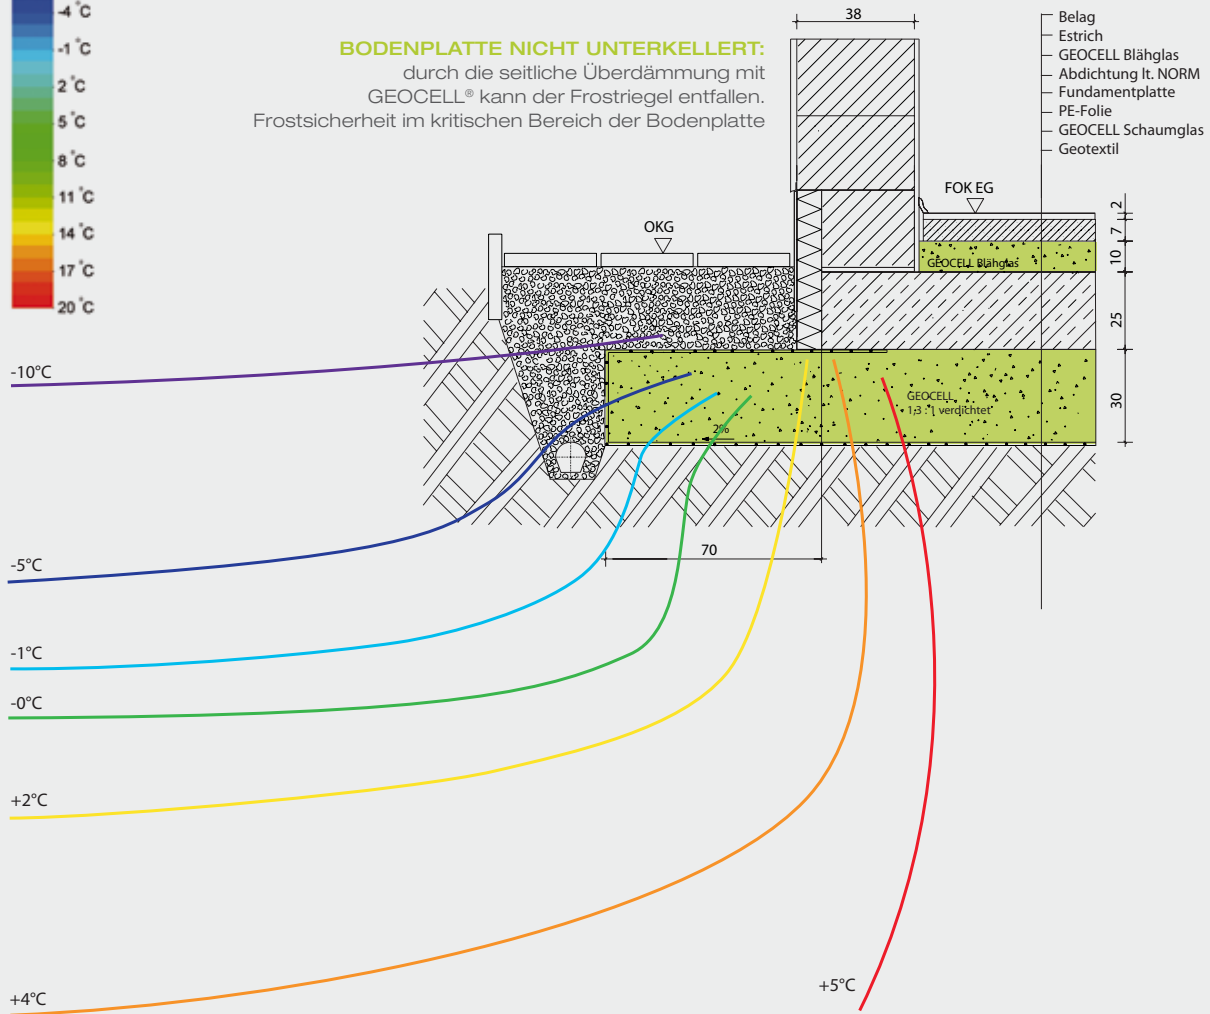 -4 °C
-1 °C
2 °C
5 °C
8 °C
11 °C
14 °C
17 °C
20 °C
BODENPLATTE NICHT UNTERKELLERT:
durch die seitliche Überdämmung mit
GEOCELL® kann der Frostriegel entfallen.
Frostsicherheit im kritischen Bereich der Bodenplatte
38
Belag
Estrich
GEOCELL Blähglas
Abdichtung lt. NORM
Fundamentplatte
PE-Folie
GEOCELL Schaumglas
Geotextil
FOK EG
OKG
2
7
10
25
30
GEOCELL Blähglas
GEOCELL
1,3 : 1 verdichtet
2%
70
-10°C
-5°C
-1°C
-0°C
+2°C
+4°C
+5°C